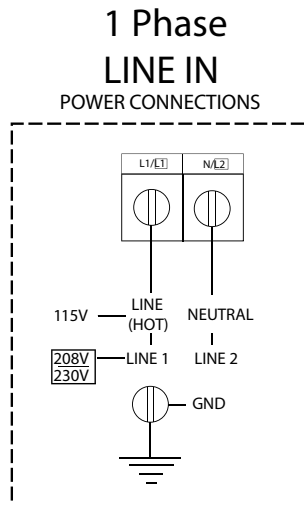 1 Phase
LINE IN
POWER CONNECTIONS
L1/L1 N/L2
115V LINE (HOT) NEUTRAL
208V LINE 1 LINE 2
230V
GND